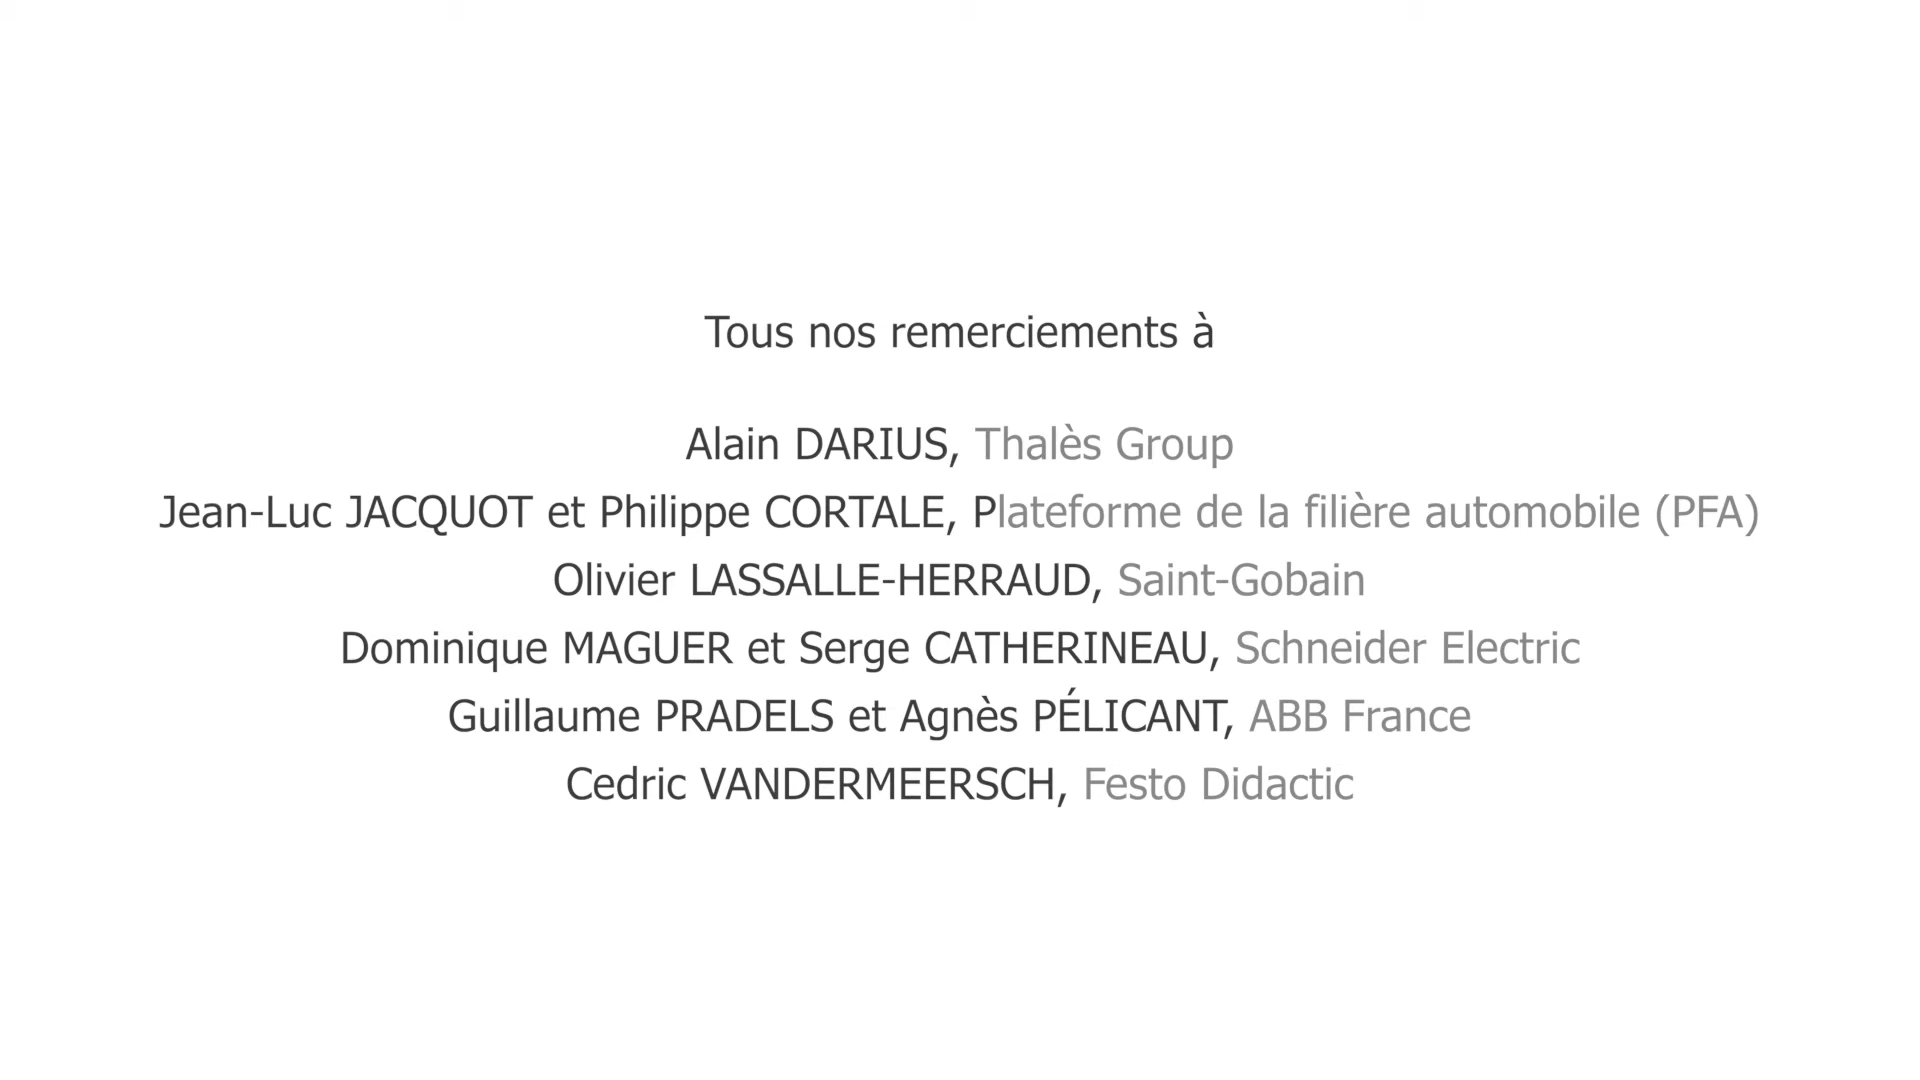 Tous nos remerciements à
Alain DARIUS, Thalès Group
Jean-Luc JACQUOT et Philippe CORTALE, Plateforme de la filière automobile (PFA)
Olivier LASSALLE-HERRAUD, Saint-Gobain
Dominique MAGUER et Serge CATHERINEAU, Schneider Electric
Guillaume PRADELS et Agnès PÉLICANT, ABB France
Cedric VANDERMEERSCH, Festo Didactic